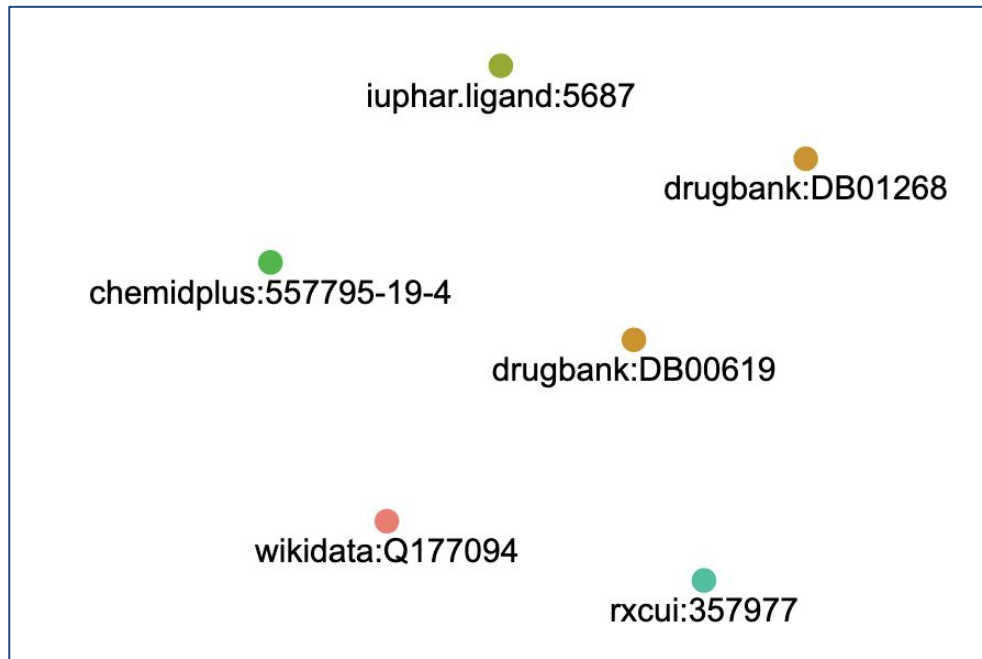 iuphar.ligand:5687
drugbank:DB01268
chemidplus:557795-19-4
drugbank:DB00619
wikidata:Q177094
rxcui:357977